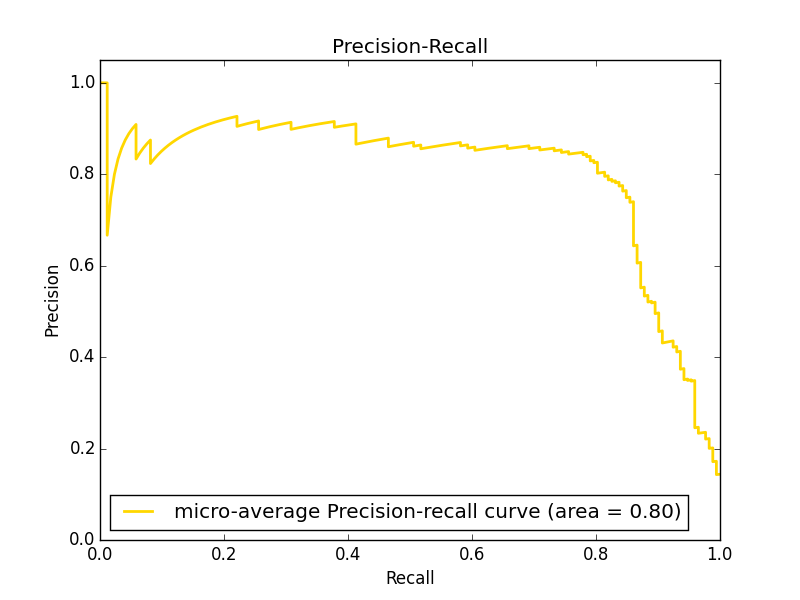 Precision-Recall
1.0
0.8
0.6
0.4
0.2
0.0
Precision
micro-average Precision-recall curve (area = 0.80)
0.0 0.2 0.4 0.6 0.8 1.0
Recall